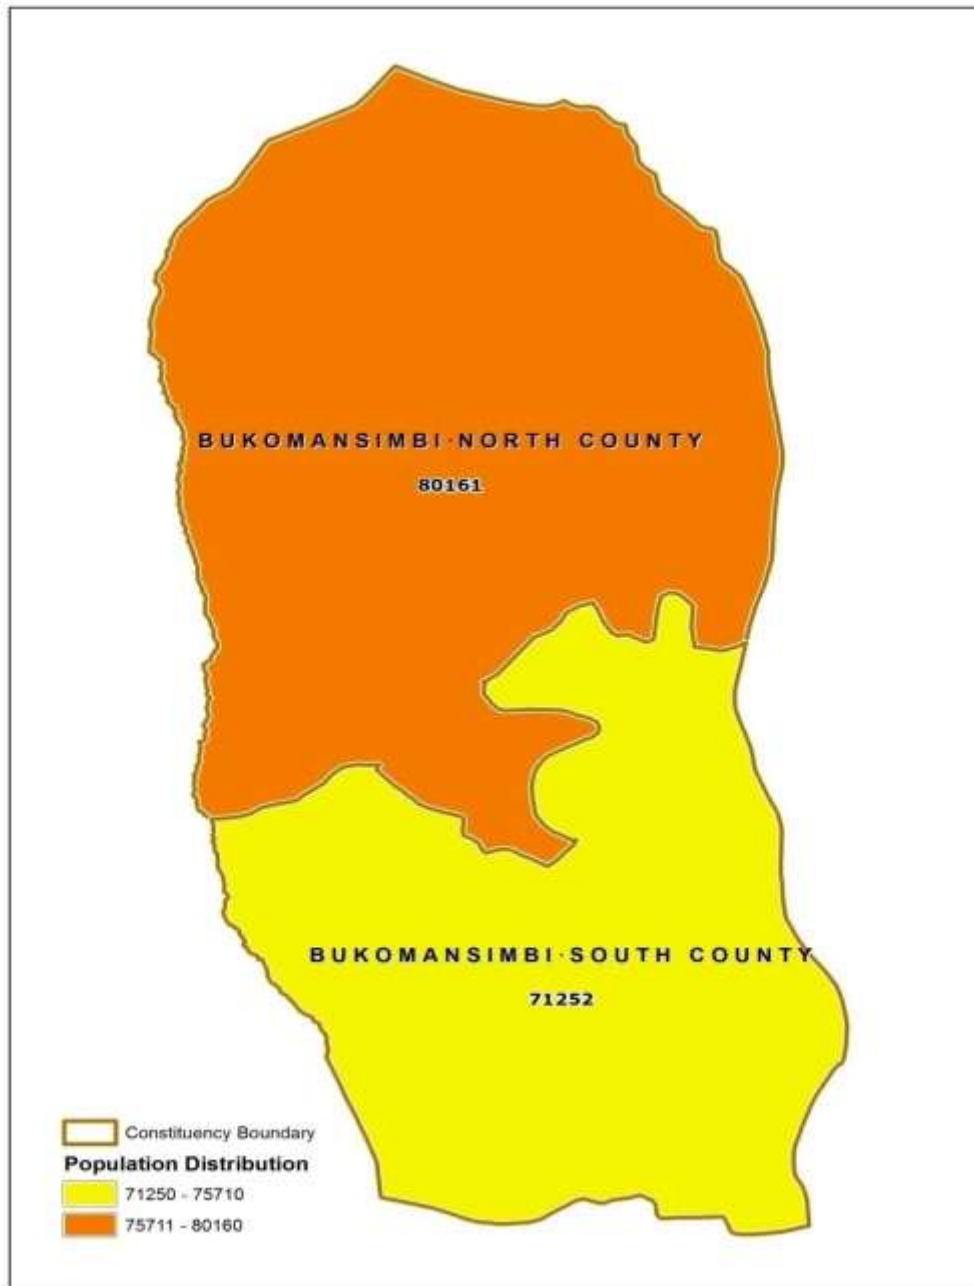 BUKOMANSIMBI·NORTH COUNTY
80161
BUKOMANSIMBI·SOUTH COUNTY
71252
Constituency Boundary
Population Distribution
71250 - 75710
75711 - 80160